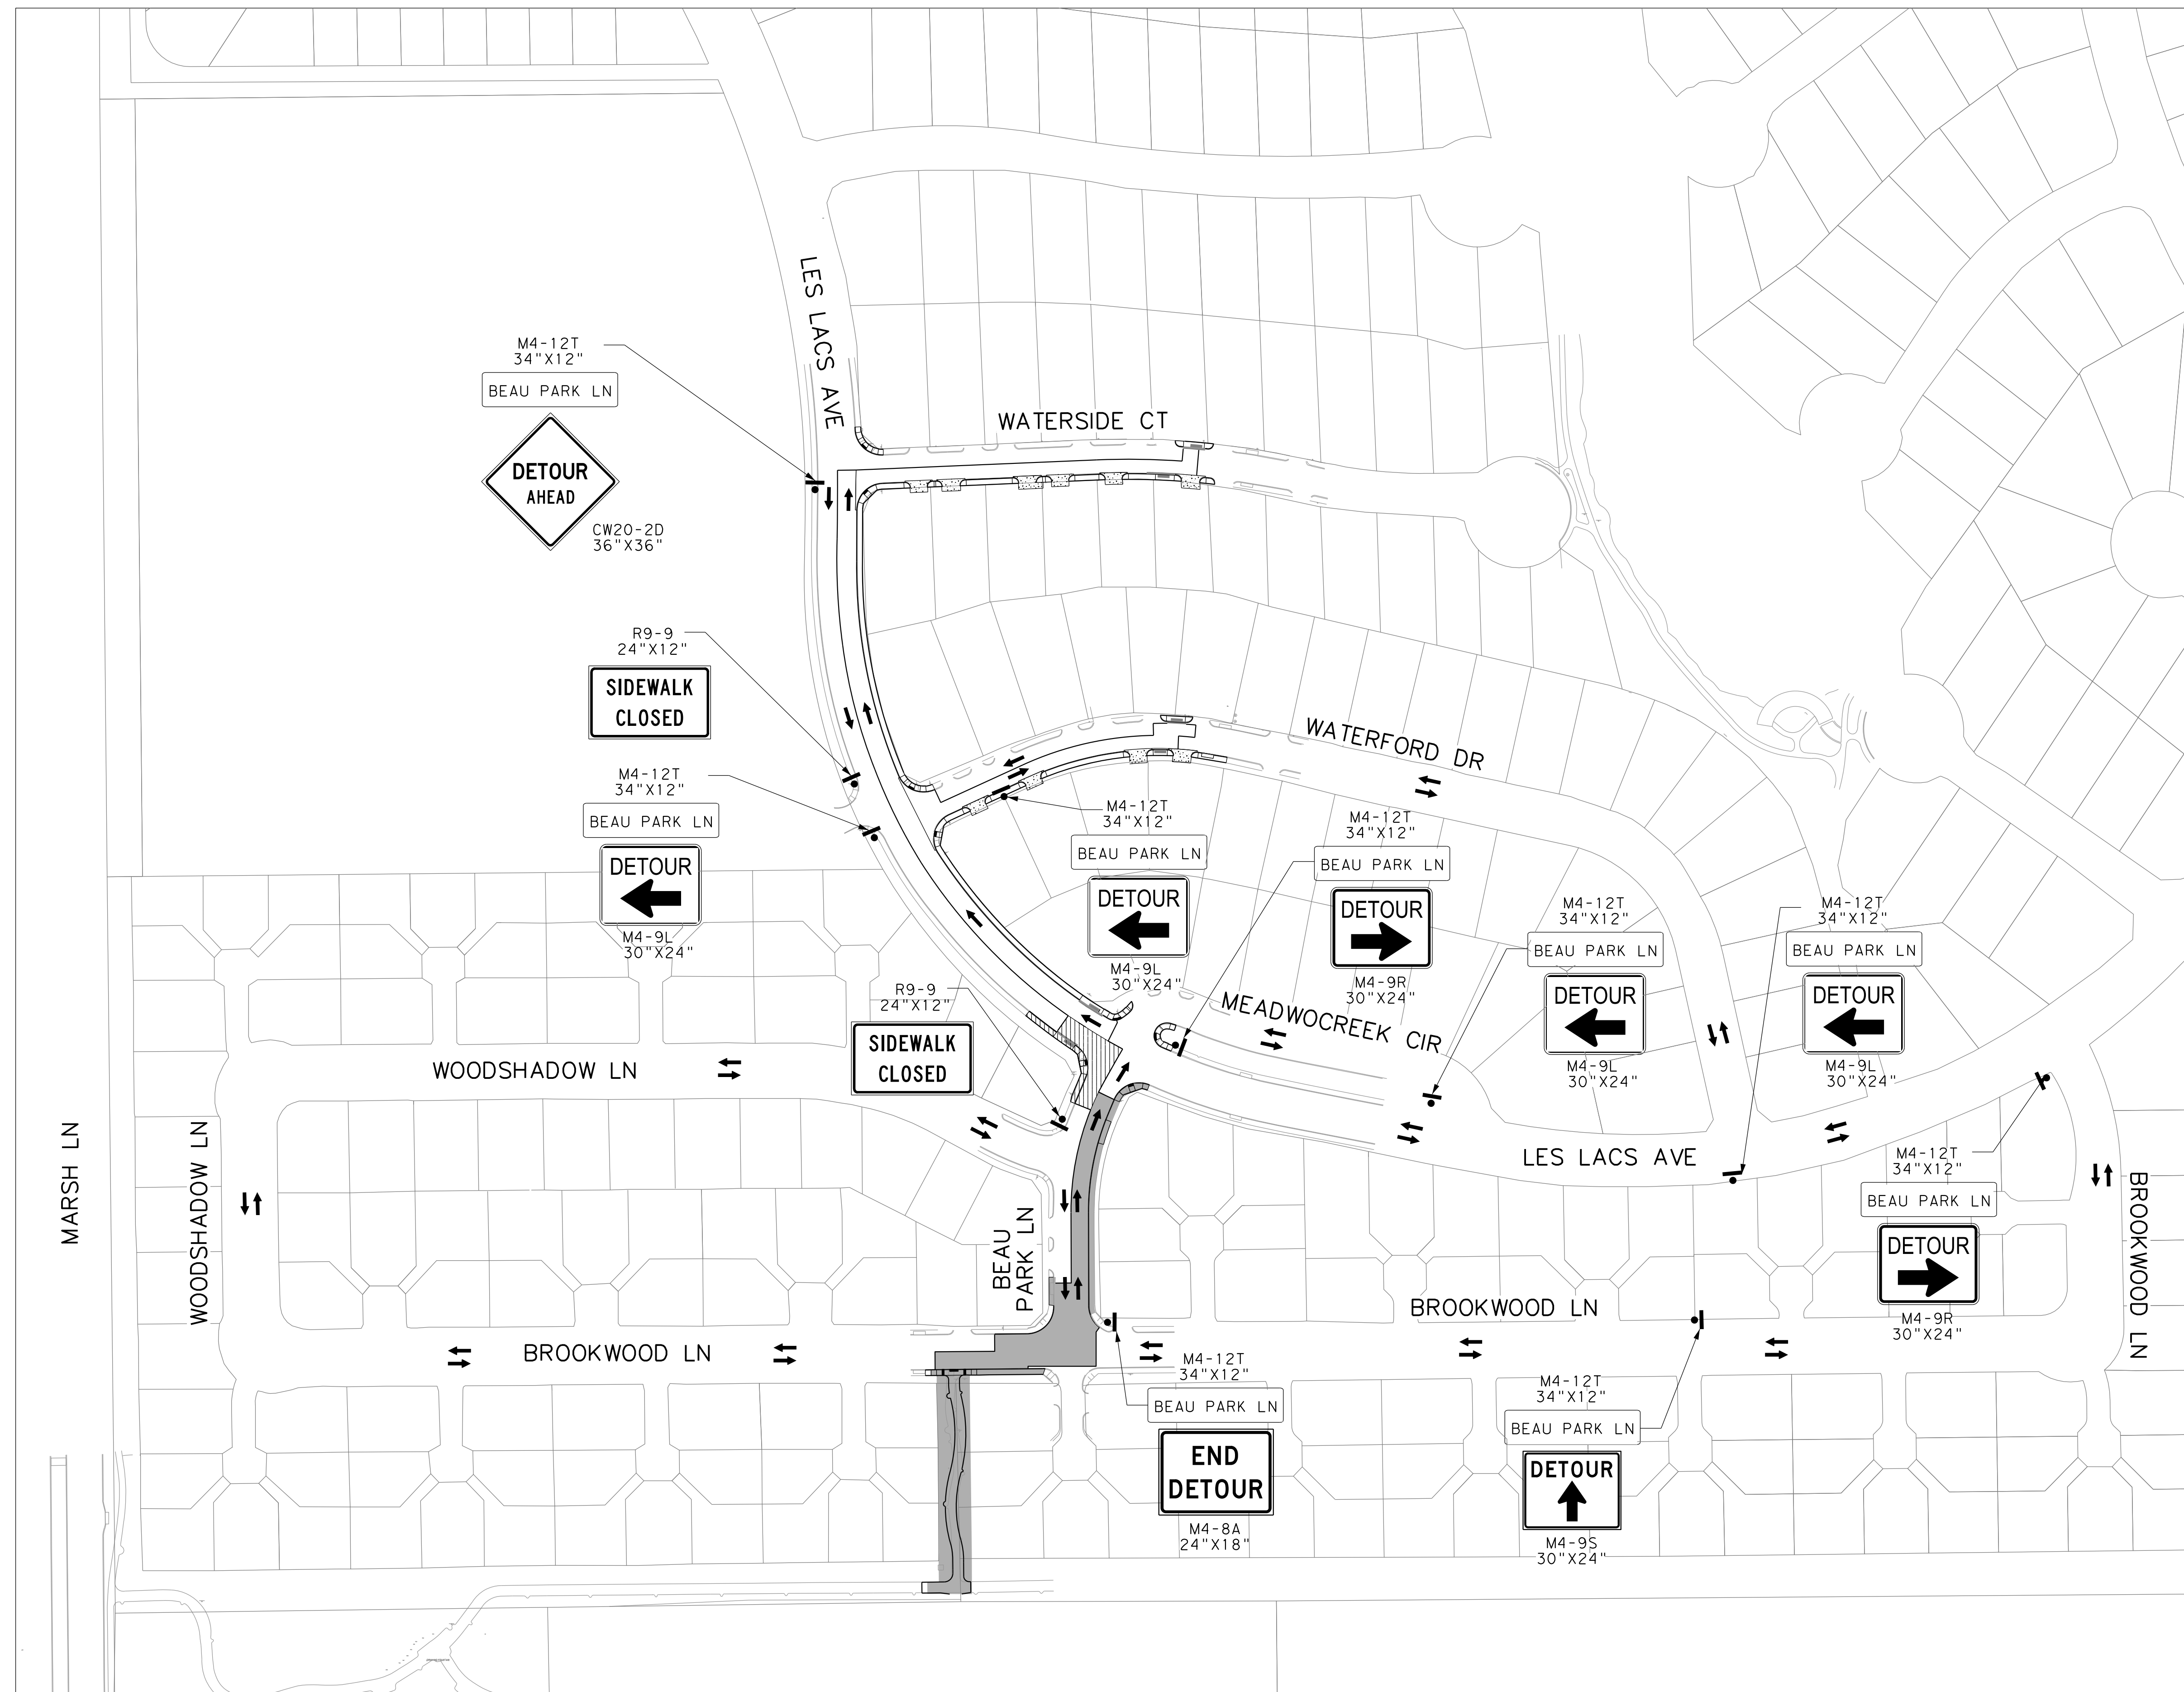 LES LACS AVE
M4-12T
34"X12"
BEAU PARK LN
DETOUR
AHEAD
CW20-2D
36"X36"
WATERSIDE CT
R9-9
24"X12"
SIDEWALK
CLOSED
M4-12T
34"X12"
BEAU PARK LN
DETOUR
M4-9L
30"X24"
WATERFORD DR
M4-12T
34"X12"
BEAU PARK LN
DETOUR
M4-9L
30"X24"
M4-12T
34"X12"
BEAU PARK LN
DETOUR
M4-9R
30"X24"
M4-12T
34"X12"
BEAU PARK LN
DETOUR
M4-9L
30"X24"
M4-12T
34"X12"
BEAU PARK LN
DETOUR
M4-9L
30"X24"
R9-9
24"X12"
SIDEWALK
CLOSED
MEADWOCREEK CIR
WOODSHADOW LN
MARSH LN
WOODSHADOW LN
LES LACS AVE
M4-12T
34"X12"
BEAU PARK LN
DETOUR
M4-9R
30"X24"
BROOKWOOD LN
BEAU
PARK LN
BROOKWOOD LN
BROOKWOOD LN
M4-12T
34"X12"
BEAU PARK LN
END
DETOUR
M4-8A
24"X18"
M4-12T
34"X12"
BEAU PARK LN
DETOUR
M4-9S
30"X24"